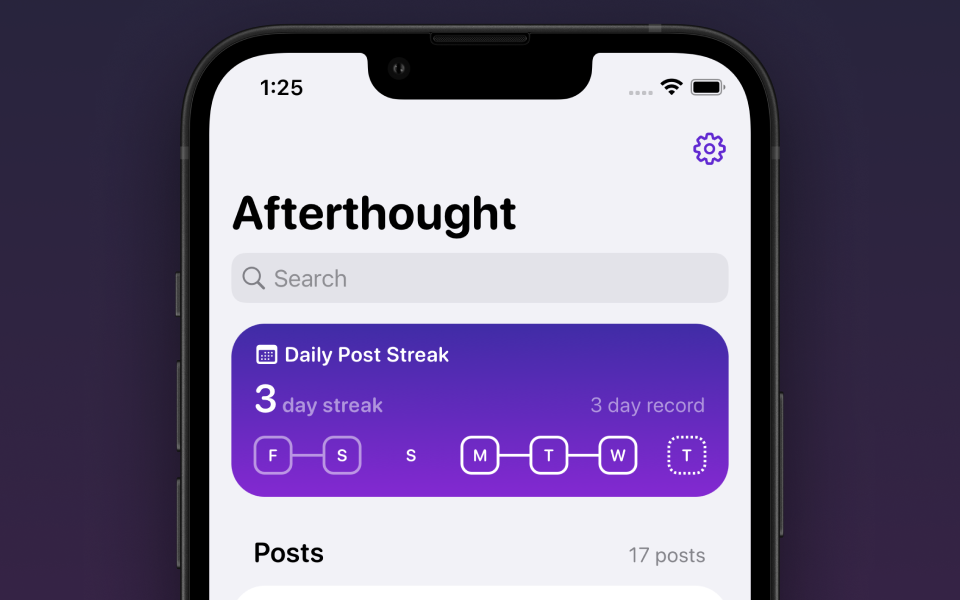 1:25
Afterthought
Search
Daily Post Streak
3 day streak 3 day record
F S S M T W T
Posts 17 posts